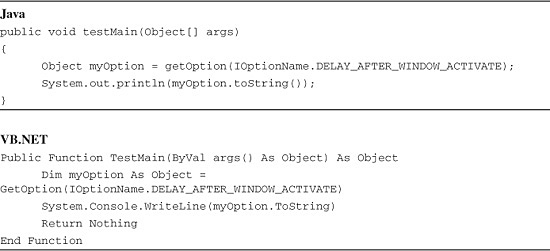 Java
public void testMain(Object[] args)
{
      Object myOption = getOption(IOptionName.DELAY_AFTER_WINDOW_ACTIVATE);
      System.out.println(myOption.toString());
}
VB.NET
Public Function TestMain(ByVal args() As Object) As Object
      Dim myOption As Object =
GetOption(IOptionName.DELAY_AFTER_WINDOW_ACTIVATE)
      System.Console.WriteLine(myOption.ToString)
      Return Nothing
End Function